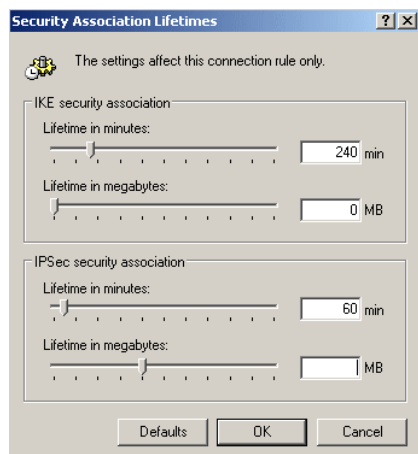 Security Association Lifetimes
The settings affect this connection rule only.
IKE security association
Lifetime in minutes:
240 min
Lifetime in megabytes:
0 MB
IPSec security association
Lifetime in minutes:
60 min
Lifetime in megabytes:
MB
Defaults OK Cancel